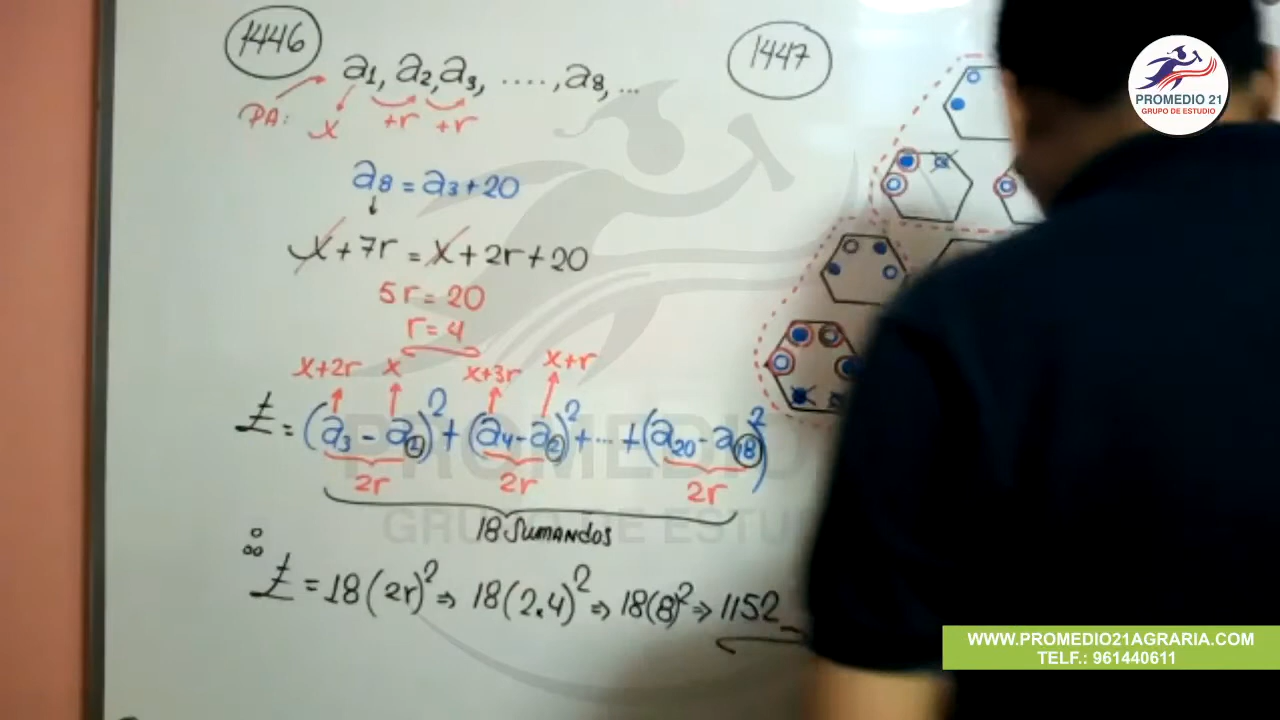 1446
a1, a2, a3, ....., a8, ...
PA: x +r +r
a8 = a3 + 20
x + 7r = x + 2r + 20
5r = 20
r = 4
x+2r x x+3r x+r
= (a3 - a)² + (a4 - a2)² + ... + (a20 - a18)²
2r 2r 2r
18 SUMANDOS
= 18(2r)² ⇒ 18(2.4)² ⇒ 18(8)² ⇒ 1152
1447
PROMEDIO 21
GRUPO DE ESTUDIO
WWW.PROMEDIO21AGRARIA.COM
TELF.: 961440611